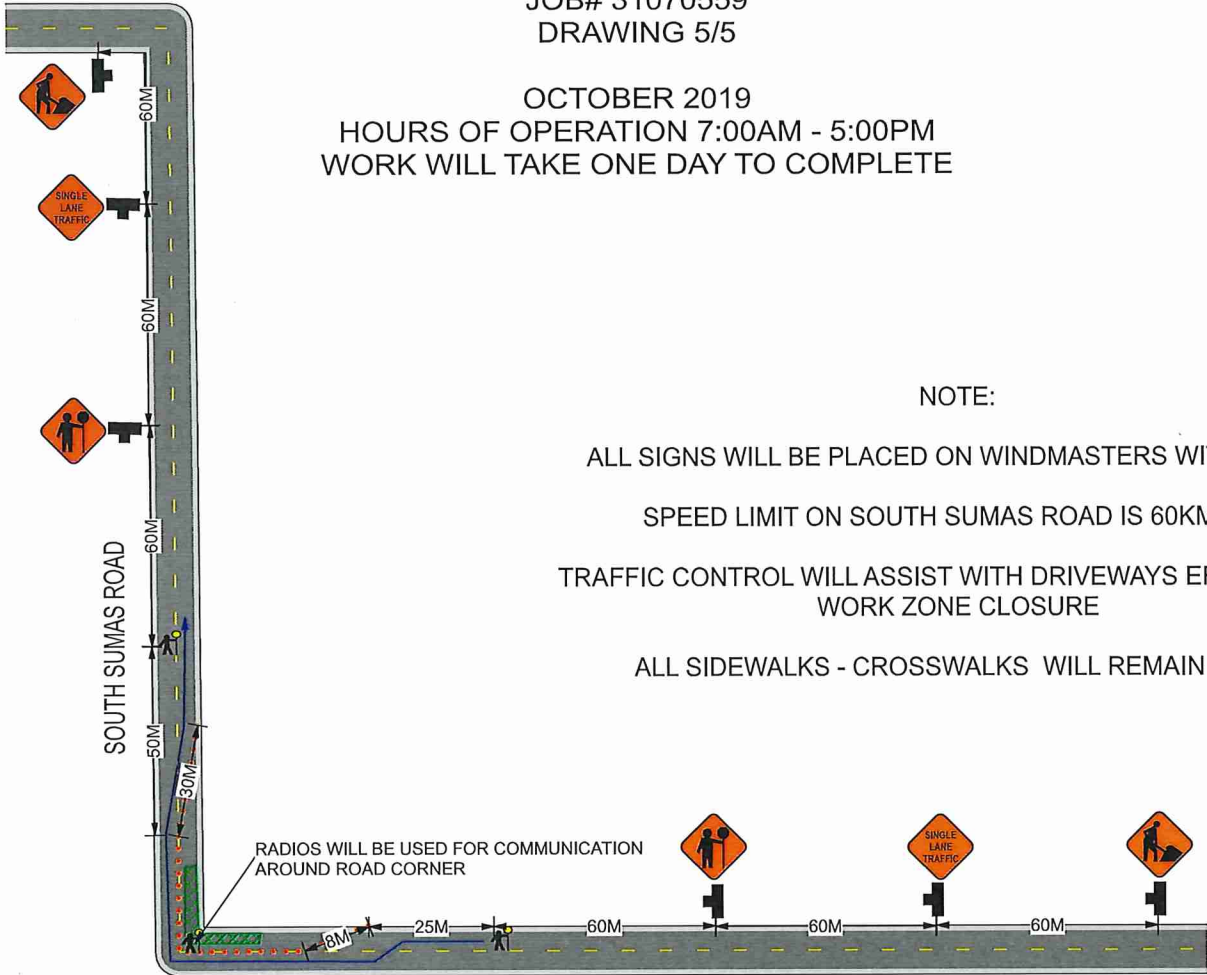 JOB# 31070559
DRAWING 5/5
OCTOBER 2019
HOURS OF OPERATION 7:00AM - 5:00PM
WORK WILL TAKE ONE DAY TO COMPLETE
60M
SINGLE
LANE
TRAFFIC
60M
60M
SOUTH SUMAS ROAD
50M
30M
NOTE:
ALL SIGNS WILL BE PLACED ON WINDMASTERS
SPEED LIMIT ON SOUTH SUMAS ROAD IS 60KM
TRAFFIC CONTROL WILL ASSIST WITH DRIVEWAYS
WORK ZONE CLOSURE
ALL SIDEWALKS - CROSSWALKS WILL REMAIN
RADIOS WILL BE USED FOR COMMUNICATION
AROUND ROAD CORNER
SINGLE
LANE
TRAFFIC
8M
25M
60M
60M
60M